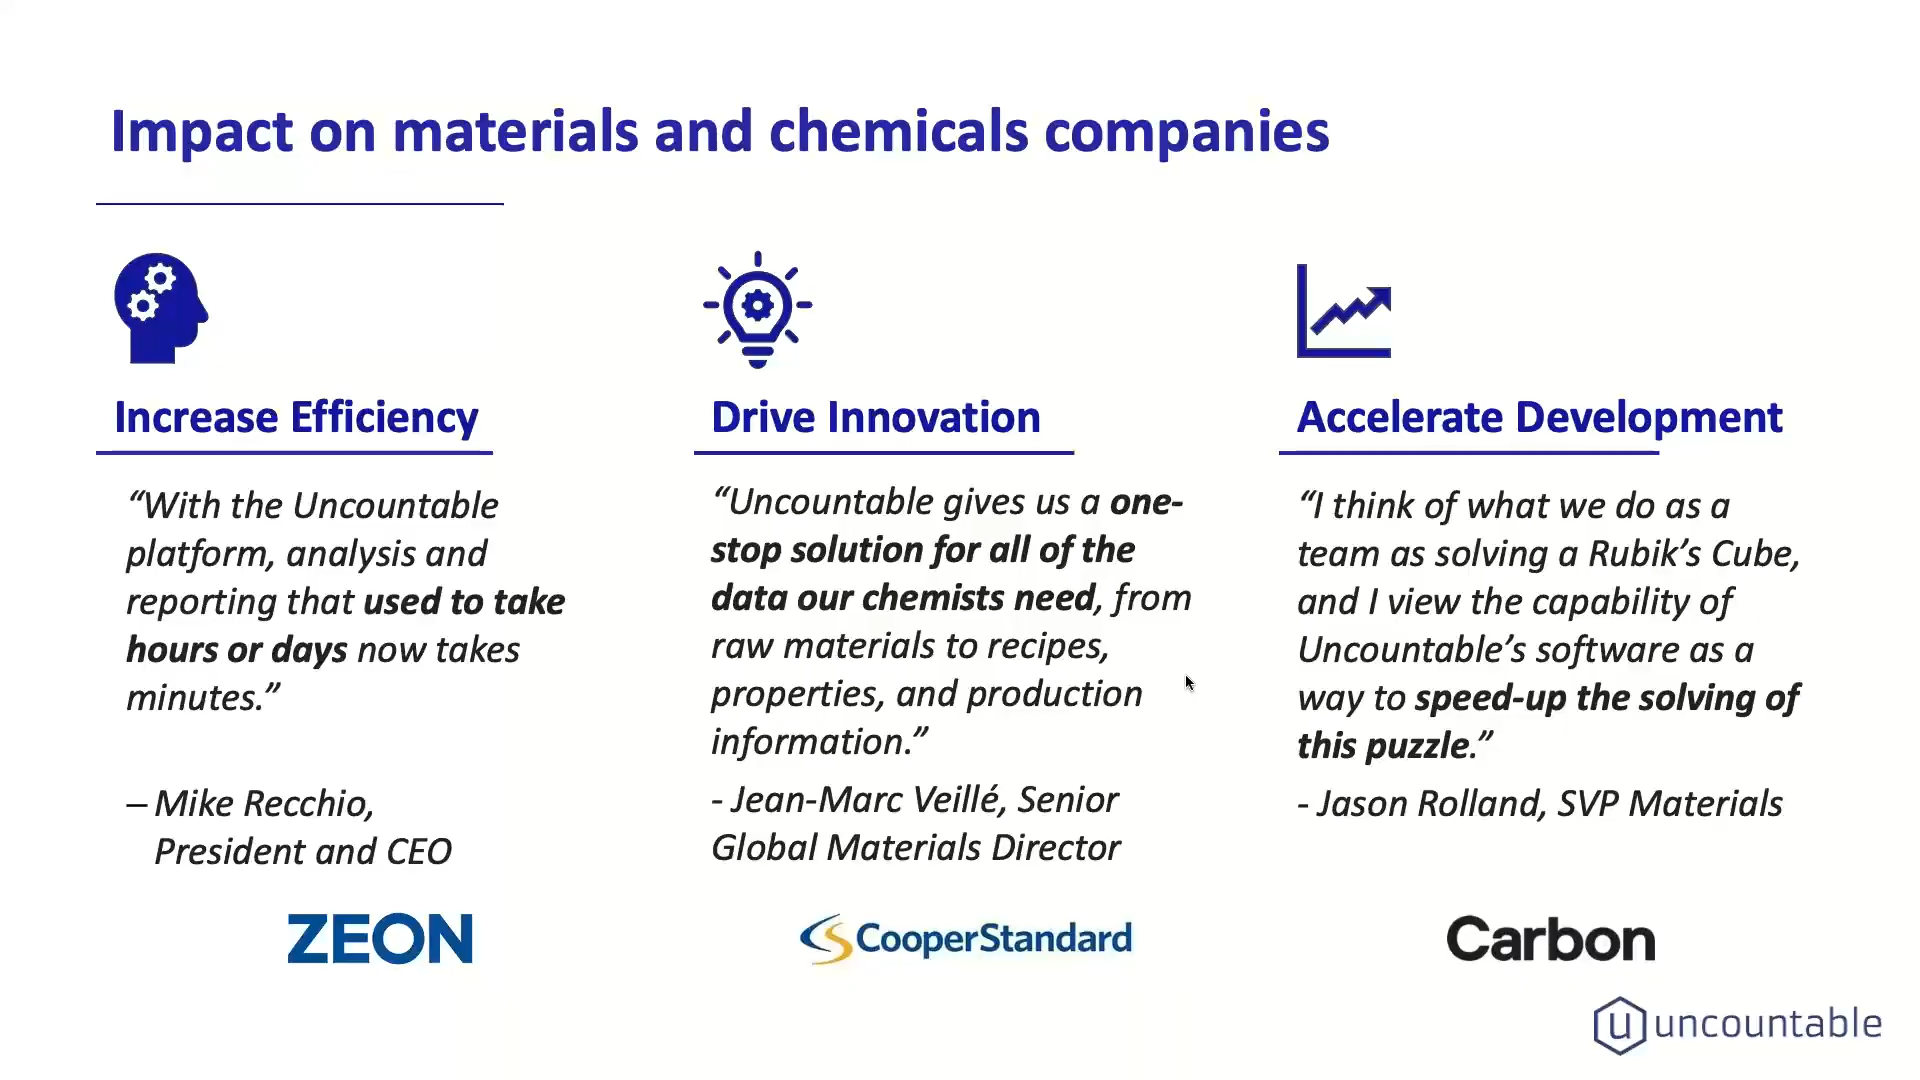 Impact on materials and chemicals companies
Increase Efficiency
“With the Uncountable
platform, analysis and
reporting that used to take
hours or days now takes
minutes.”
– Mike Recchio,
President and CEO
ZEON
Drive Innovation
“Uncountable gives us a one-
stop solution for all of the
data our chemists need, from
raw materials to recipes,
properties, and production
information.”
- Jean-Marc Veillé, Senior
Global Materials Director
CooperStandard
Accelerate Development
“I think of what we do as a
team as solving a Rubik’s Cube,
and I view the capability of
Uncountable’s software as a
way to speed-up the solving of
this puzzle.”
- Jason Rolland, SVP Materials
Carbon
u uncountable